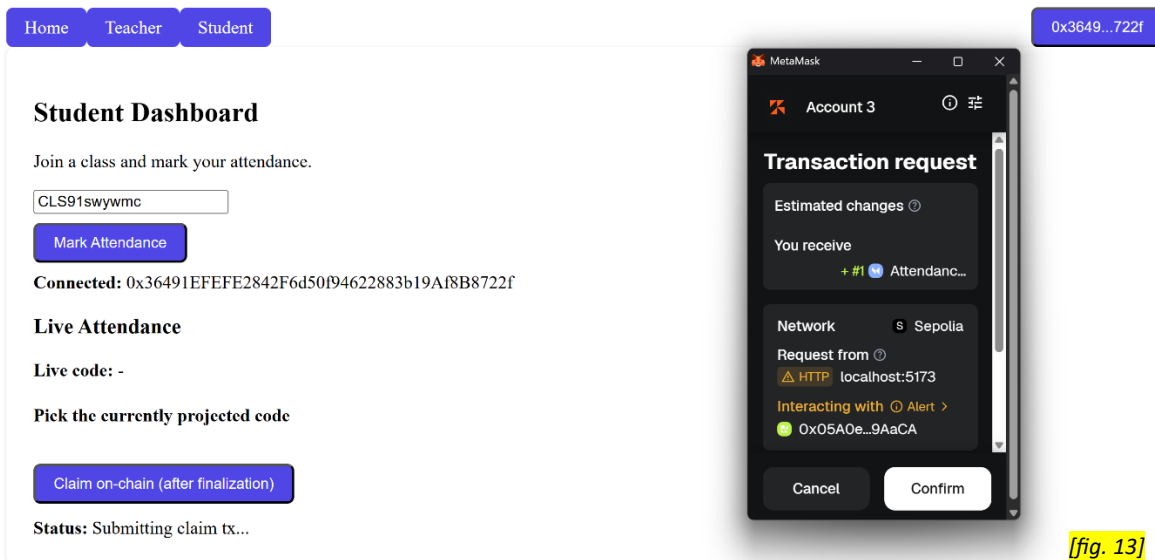 Home Teacher Student
0x3649...722f
Student Dashboard
Join a class and mark your attendance.
CLS91swywmc
Mark Attendance
Connected: 0x36491EFEFE2842F6d50f94622883b19Af8B8722f
Live Attendance
Live code: -
Pick the currently projected code
Claim on-chain (after finalization)
Status: Submitting claim tx...
MetaMask
Account 3
Transaction request
Estimated changes
You receive
+ #1 Attendanc...
Network S Sepolia
Request from
HTTP localhost:5173
Interacting with Alert >
0x05A0e...9AaCA
Cancel Confirm
[fig. 13]